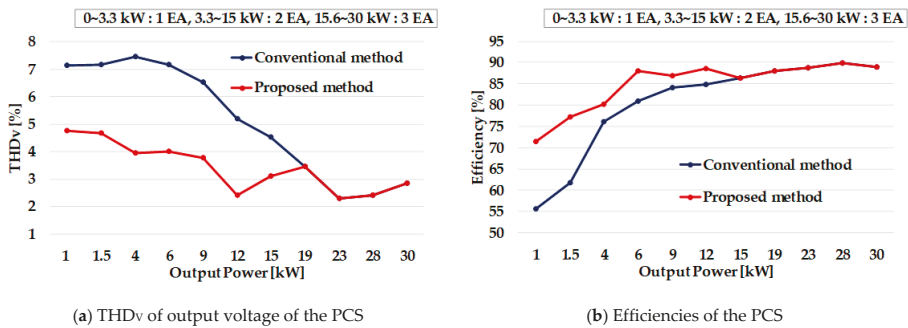 0~3.3 kW : 1 EA, 3.3~15 kW : 2 EA, 15.6~30 kW : 3 EA
8
7
6
5
4
3
2
1
THDv [%]
Conventional method
Proposed method
1 1.5 4 6 9 12 15 19 23 28 30
Output Power [kW]
(a) THDv of output voltage of the PCS
0~3.3 kW : 1 EA, 3.3~15 kW : 2 EA, 15.6~30 kW : 3 EA
95
90
85
80
75
70
65
60
55
50
Efficiency [%]
Conventional method
Proposed method
1 1.5 4 6 9 12 15 19 23 28 30
Output Power [kW]
(b) Efficiencies of the PCS